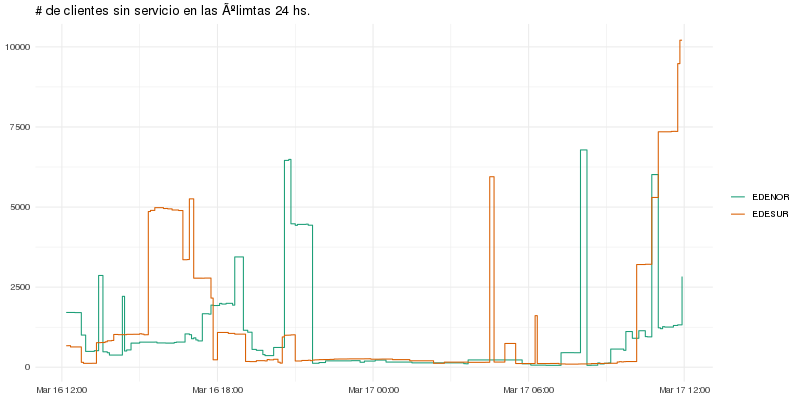 # de clientes sin servicio en las Ãºlimtas 24 hs.
10000
7500
5000
2500
0
Mar 16 12:00
Mar 16 18:00
Mar 17 00:00
Mar 17 06:00
Mar 17 12:00
EDENOR
EDESUR